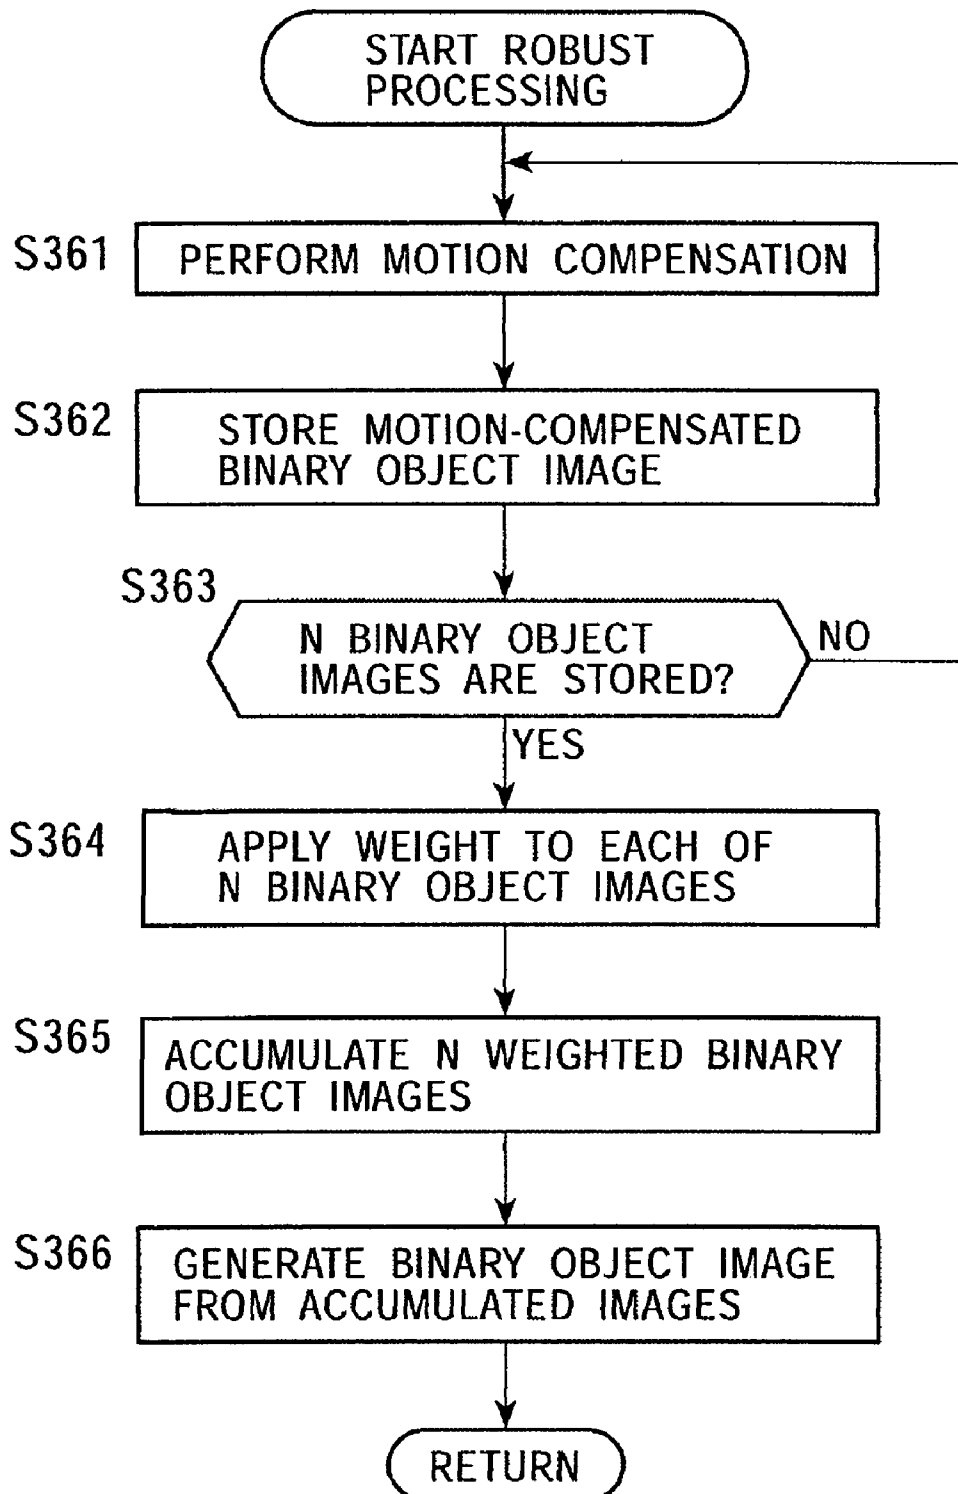 START ROBUST
PROCESSING
S361
PERFORM MOTION COMPENSATION
S362
STORE MOTION-COMPENSATED
BINARY OBJECT IMAGE
S363
N BINARY OBJECT
IMAGES ARE STORED?
NO
YES
S364
APPLY WEIGHT TO EACH OF
N BINARY OBJECT IMAGES
S365
ACCUMULATE N WEIGHTED BINARY
OBJECT IMAGES
S366
GENERATE BINARY OBJECT IMAGE
FROM ACCUMULATED IMAGES
RETURN